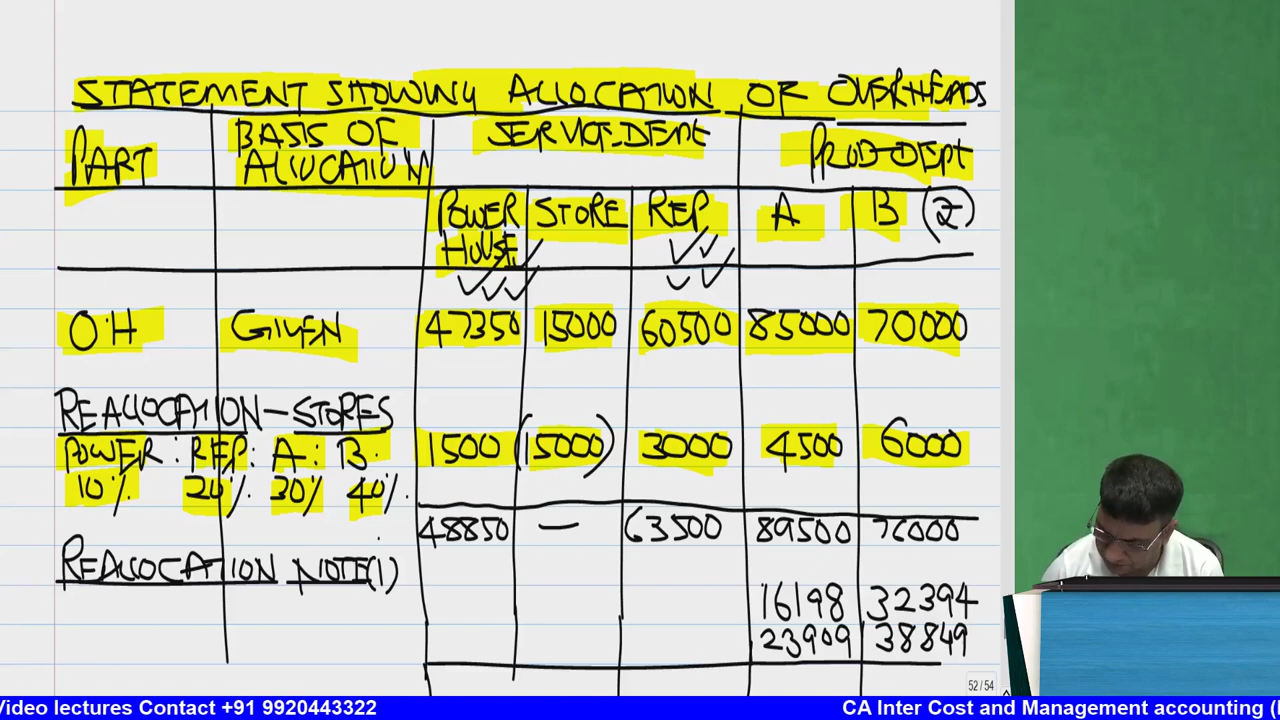 STATEMENT SHOWING ALLOCATION OF OVERHEADS
PART BASIS OF ALLOCATION SERVICE DEPT PROD DEPT
POWER HOUSE STORE REP A B (₹)
O.H GIVEN 47350 15000 60500 85000 70000
REALLOCATION - STORES
POWER : REP : A : B. 1500 (15000) 3000 4500 6000
10% 20% 30% 40%.
48850 — 63500 89500 76000
REALLOCATION NOTE(1)
16198 32394
23909 38849
52 / 54
Video lectures Contact +91 9920443322 CA Inter Cost and Management accounting (